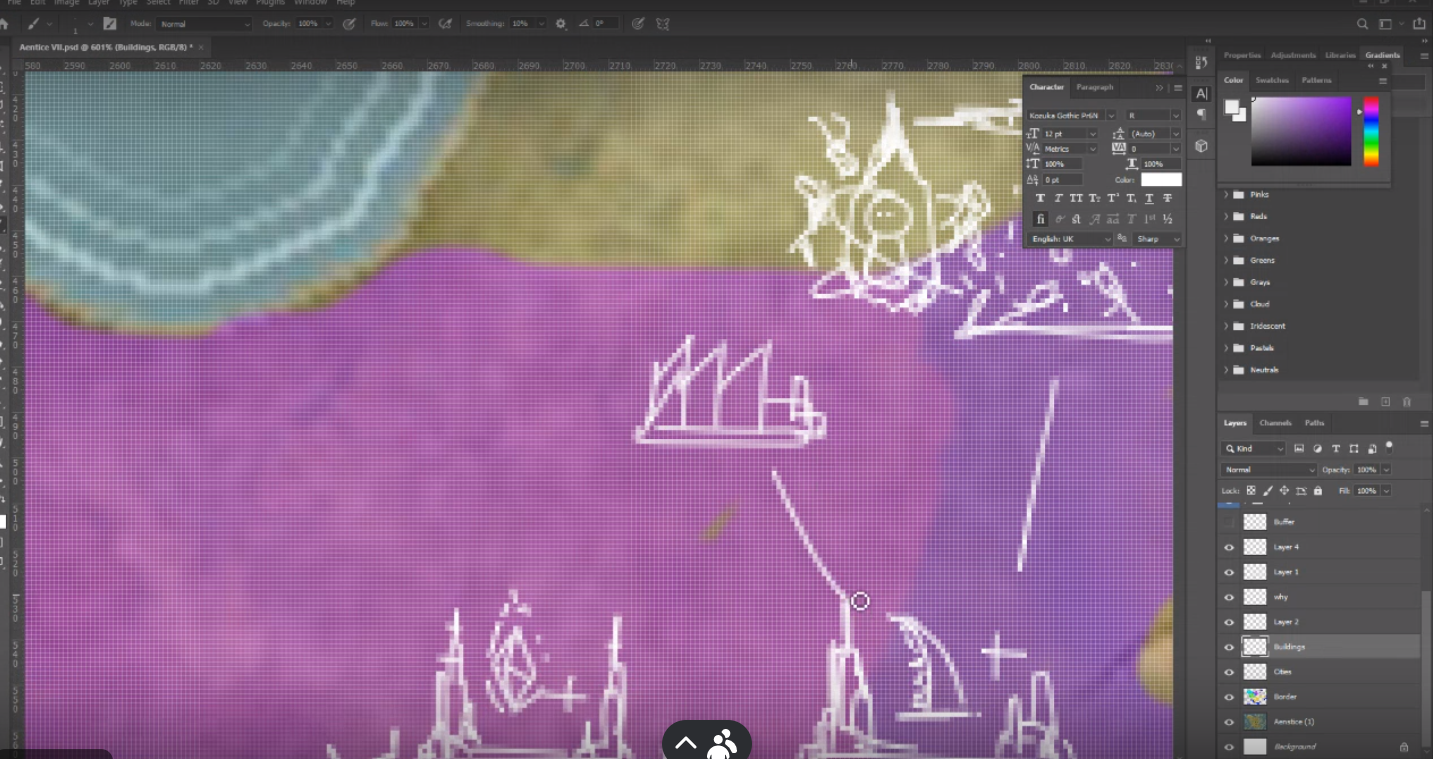 File Edit Image Layer Type Select Filter 3D View Plugins Window Help
Mode: Normal Opacity: 100% Flow: 100% Smoothing: 10% 0°
Aentice VII.psd @ 601% (Buildings, RGB/8) * ×
580 2590 2600 2610 2620 2630 2640 2650 2660 2670 2680 2690 2700 2710 2720 2730 2740 2750 2760 2770 2780 2790 2800 2810 2820
Properties Adjustments Libraries Gradients
Color Swatches Patterns
Character Paragraph
Kozuka Gothic Pr6N R
12 pt (Auto)
Metrics 0
100% 100%
0 pt Color:
English: UK Sharp
Pinks
Reds
Oranges
Greens
Grays
Cloud
Iridescent
Pastels
Neutrals
Layers Channels Paths
Kind
Normal Opacity: 100%
Lock: Fill: 100%
Buffer
Layer 4
Layer 1
why
Layer 2
Buildings
Cities
Border
Aenstice (1)
Background